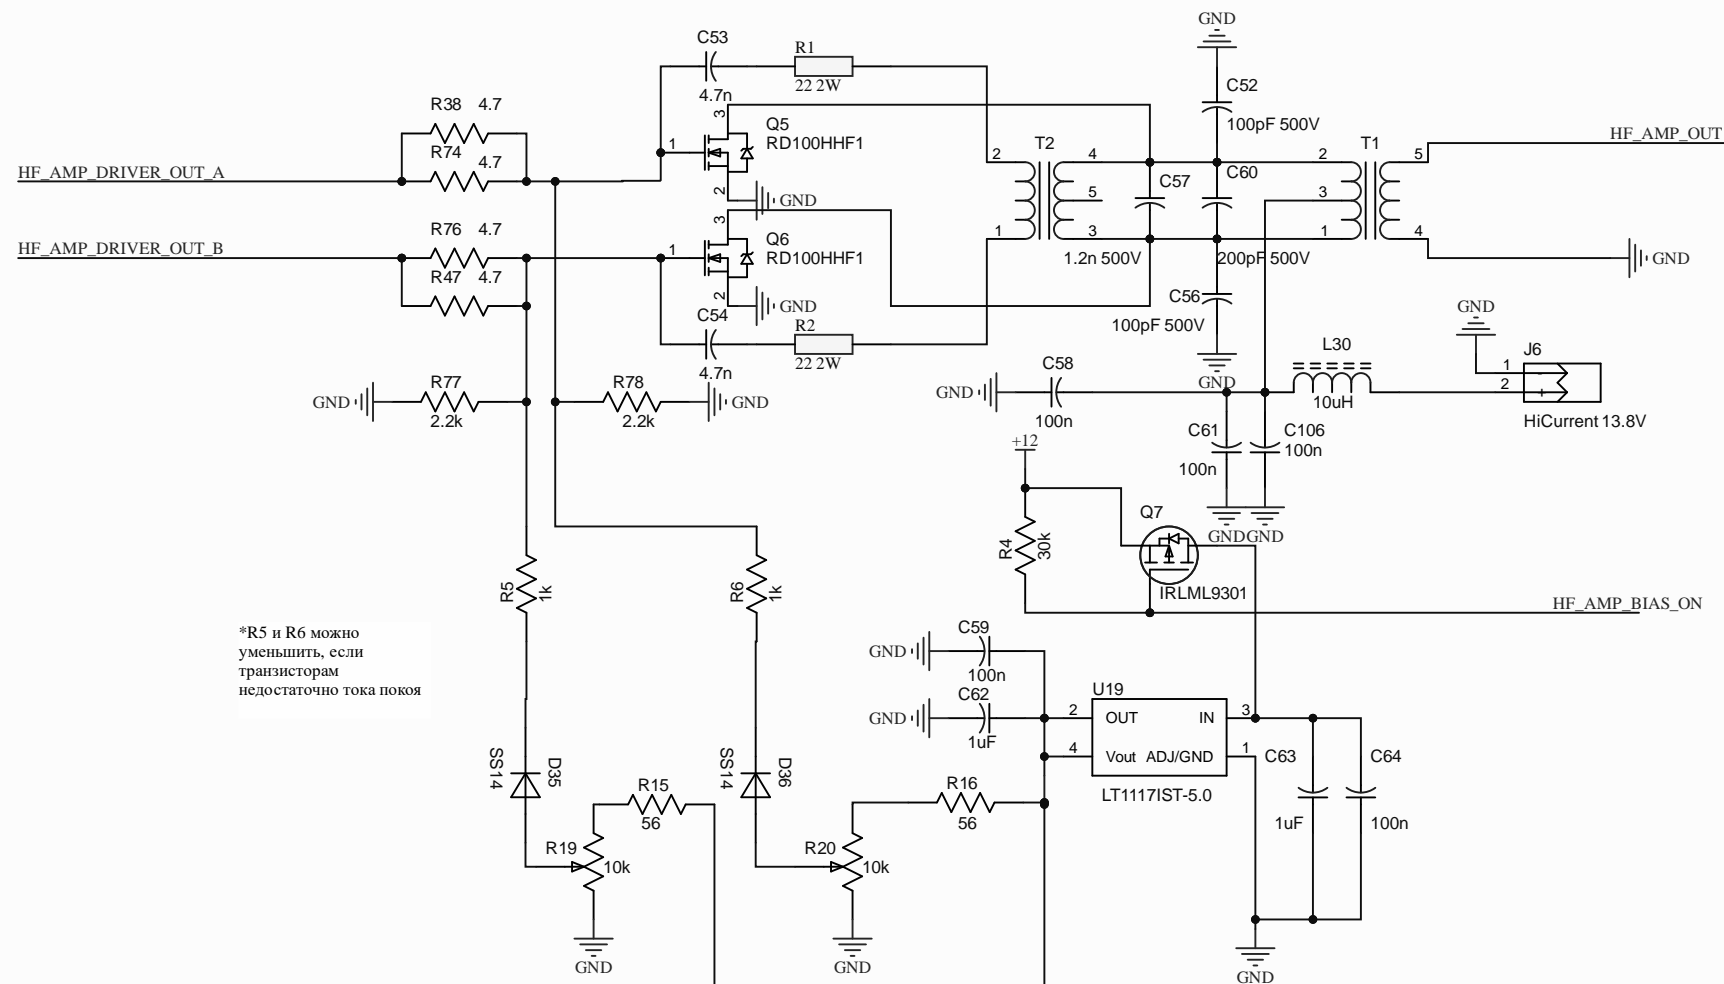 GND
C53
R1
4.7n
22 2W
C52
100pF 500V
R38 4.7
R74 4.7
3
Q5
RD100HHF1
1
2
GND
HF_AMP_DRIVER_OUT_A
T2
2
4
5
1
3
C57
1.2n 500V
C60
200pF 500V
T1
2
3
1
5
4
HF_AMP_OUT
GND
R76 4.7
R47 4.7
HF_AMP_DRIVER_OUT_B
3
Q6
RD100HHF1
1
2
GND
C54
4.7n
R2
22 2W
C56
100pF 500V
GND
GND
R77
2.2k
R78
2.2k
GND
GND
C58
100n
L30
10uH
GND
J6
1
-
2
+
HiCurrent 13.8V
C61
100n
C106
100n
GND
GND
+12
R4
30k
Q7
IRLML9301
HF_AMP_BIAS_ON
R5
1k
R6
1k
*R5 и R6 можно
уменьшить, если
транзисторам
недостаточно тока покоя
GND
C59
100n
GND
C62
1uF
U19
2
OUT
IN
3
4
Vout
ADJ/GND
1
LT1117IST-5.0
C63
1uF
C64
100n
SS14
D35
SS14
D36
R15
56
R16
56
R19
10k
R20
10k
GND
GND
GND